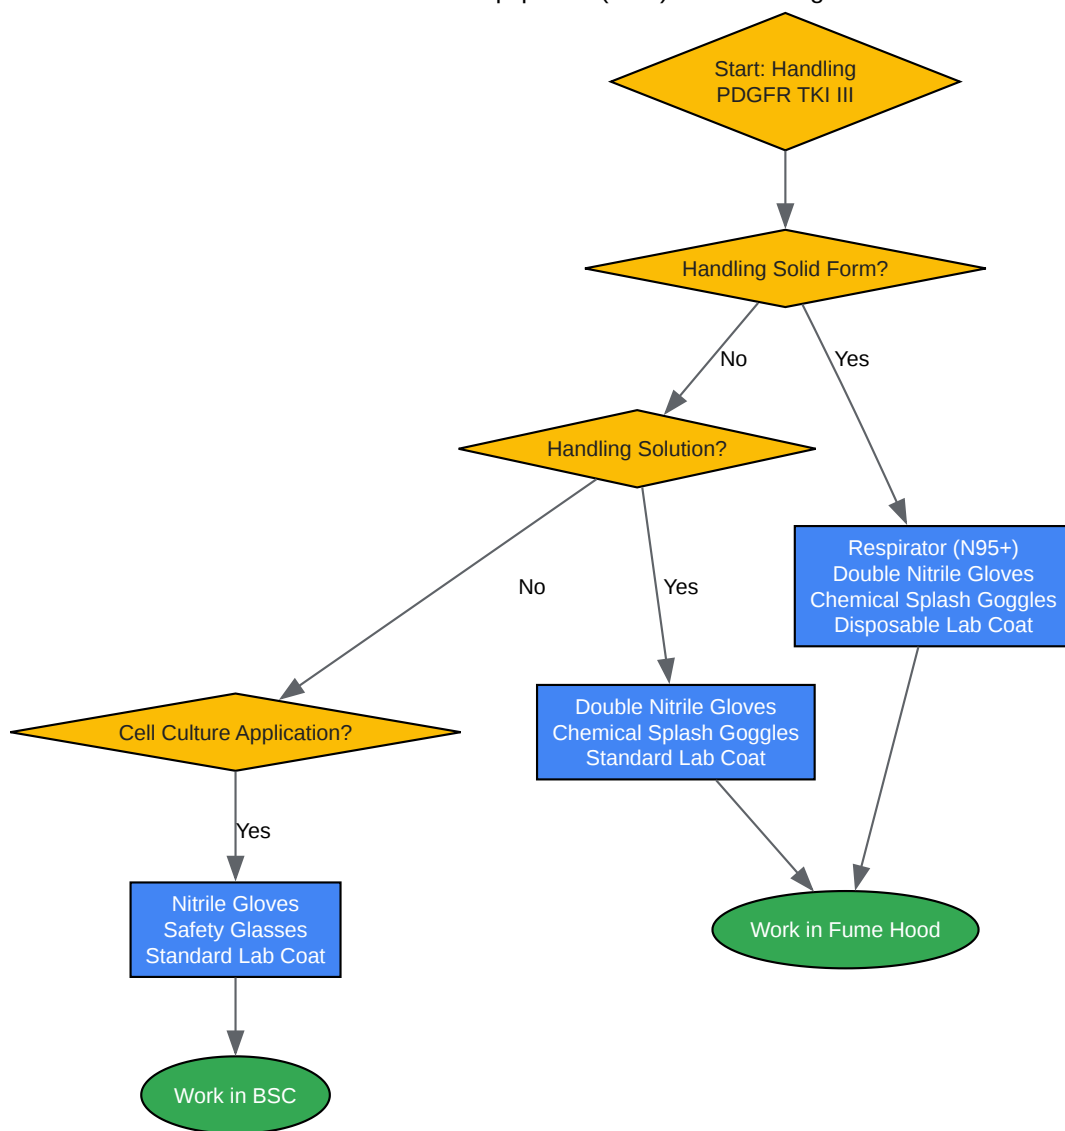 Start: Handling
PDGFR TKI III
Handling Solid Form?
No
Yes
Handling Solution?
Respirator (N95+)
Double Nitrile Gloves
Chemical Splash Goggles
Disposable Lab Coat
No
Yes
Double Nitrile Gloves
Chemical Splash Goggles
Standard Lab Coat
Cell Culture Application?
Yes
Nitrile Gloves
Safety Glasses
Standard Lab Coat
Work in Fume Hood
Work in BSC